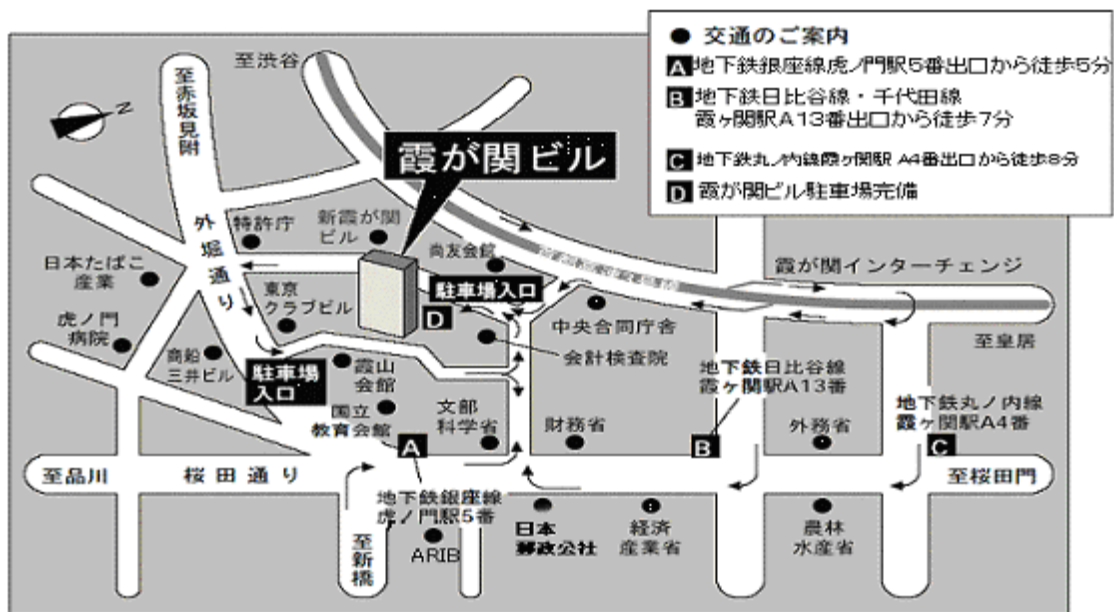 ● 交通のご案内
A 地下鉄銀座線虎ノ門駅5番出口から徒歩5分
B 地下鉄日比谷線・千代田線
霞ヶ関駅A13番出口から徒歩7分
C 地下鉄丸ノ内線霞ヶ関駅 A4番出口から徒歩8分
D 霞が関ビル駐車場完備
至渋谷
至赤坂見附
N
霞が関ビル
外堀通り
特許庁
新霞が関
ビル
尚友会館
日本たばこ
産業
東京
クラブビル
駐車場入口
D
霞が関インターチェンジ
中央合同庁舎
会計検査院
至皇居
虎ノ門
病院
商船
三井ビル
駐車場
入口
霞山
会館
地下鉄日比谷線
霞ヶ関駅A13番
国立
教育会館
文部
科学省
財務省
外務省
地下鉄丸ノ内線
霞ヶ関駅A4番
A
B
C
至品川
桜田通り
至桜田門
地下鉄銀座線
虎ノ門駅5番
日本
郵政公社
経済
産業省
農林
水産省
ARIB
至新橋